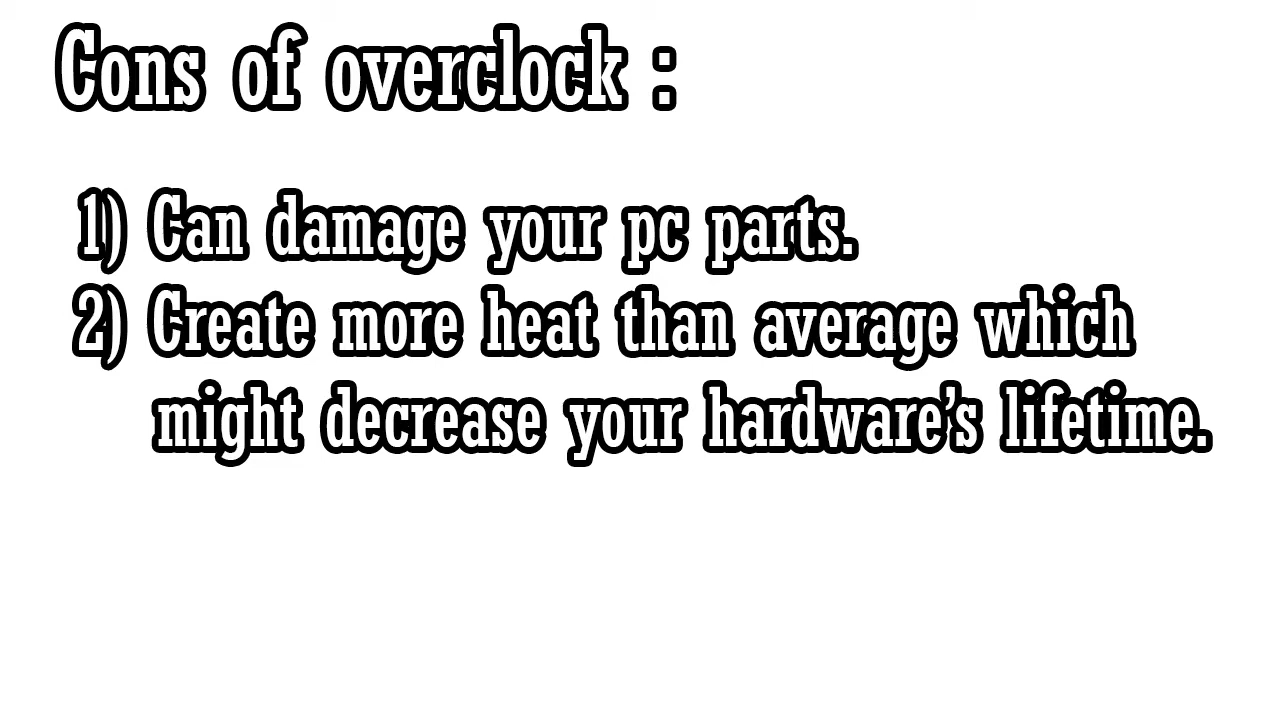 Cons of overclock :
1) Can damage your pc parts.
2) Create more heat than average which
might decrease your hardware's lifetime.